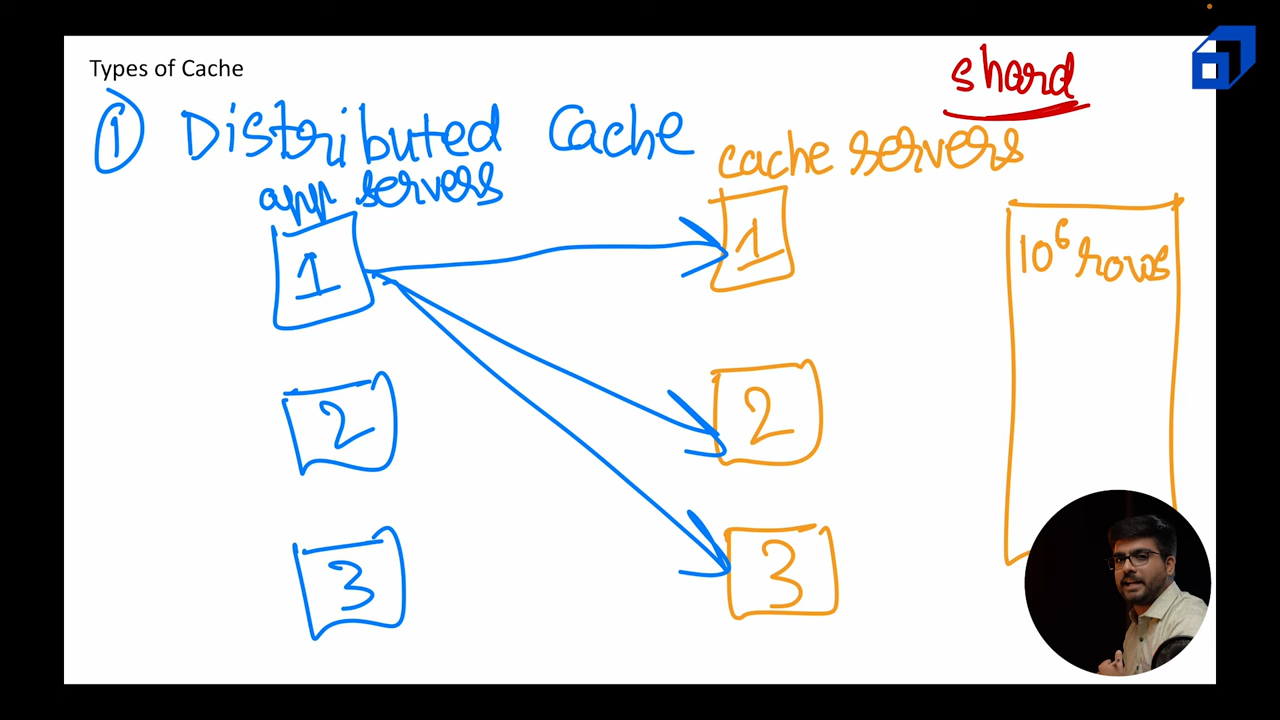 Types of Cache
shard
① Distributed Cache
app servers
cache servers
1
1
10⁶ rows
2
2
3
3